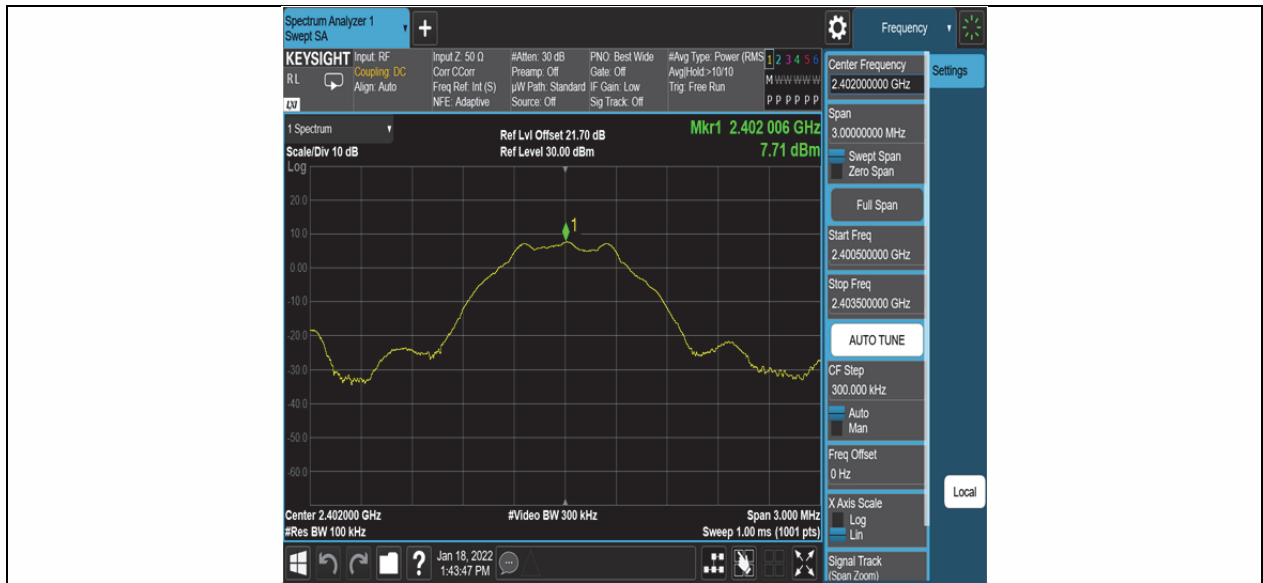 Spectrum Analyzer 1
Swept SA
+
Frequency
KEYSIGHT
RL
LXI
Input: RF
Coupling: DC
Align: Auto
Input Z: 50 Ω
Corr CCorr
Freq Ref: Int (S)
NFE: Adaptive
#Atten: 30 dB
Preamp: Off
µW Path: Standard
Source: Off
PNO: Best Wide
Gate: Off
IF Gain: Low
Sig Track: Off
#Avg Type: Power (RMS
Avg|Hold:>10/10
Trig: Free Run
1 2 3 4 5 6
M W W W W W
P P P P P P
Center Frequency
2.402000000 GHz
Settings
1 Spectrum
Scale/Div 10 dB
Log
Ref Lvl Offset 21.70 dB
Ref Level 30.00 dBm
Mkr1 2.402 006 GHz
7.71 dBm
Span
3.00000000 MHz
Swept Span
Zero Span
Full Span
Start Freq
2.400500000 GHz
Stop Freq
2.403500000 GHz
AUTO TUNE
CF Step
300.000 kHz
Auto
Man
Freq Offset
0 Hz
X Axis Scale
Log
Lin
Signal Track
(Span Zoom)
Local
20.0
10.0
0.00
-10.0
-20.0
-30.0
-40.0
-50.0
-60.0
1
Center 2.402000 GHz
#Res BW 100 kHz
#Video BW 300 kHz
Span 3.000 MHz
Sweep 1.00 ms (1001 pts)
?
Jan 18, 2022
1:43:47 PM